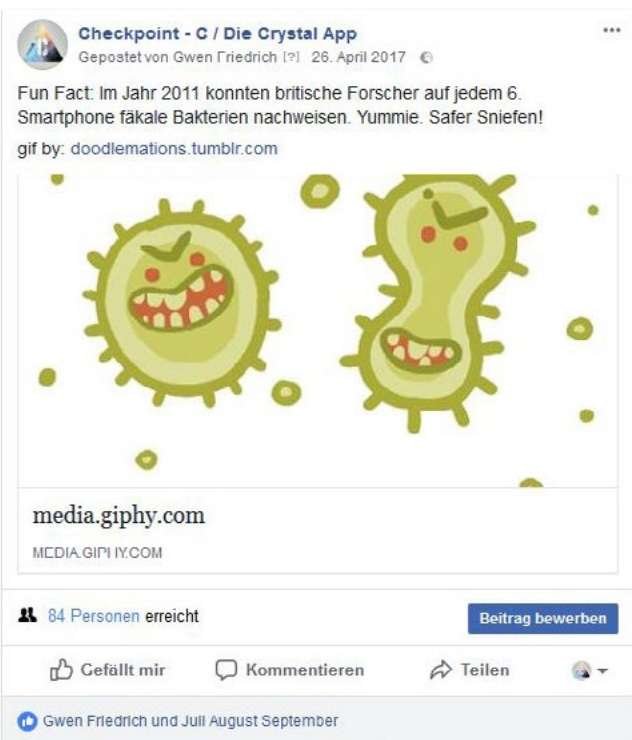 Checkpoint - C / Die Crystal App
Gepostet von Gwen Friedrich [?] 26. April 2017
Fun Fact: Im Jahr 2011 konnten britische Forscher auf jedem 6.
Smartphone fäkale Bakterien nachweisen. Yummie. Safer Sniefen!
gif by: doodlemations.tumblr.com
media.giphy.com
MEDIA.GIPHY.COM
84 Personen erreicht
Beitrag bewerben
Gefällt mir Kommentieren Teilen
Gwen Friedrich und Juli August September